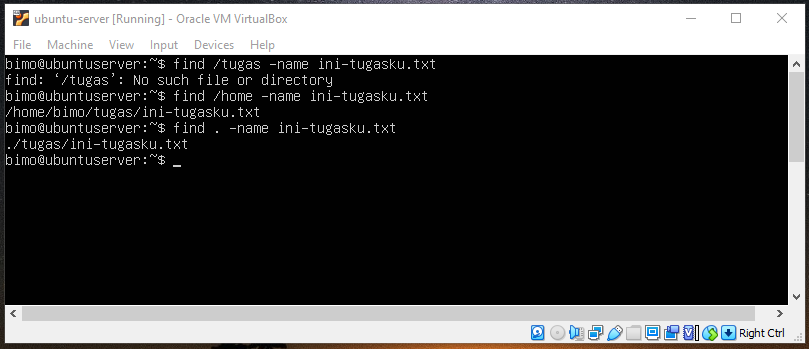 ubuntu-server [Running] - Oracle VM VirtualBox
File Machine View Input Devices Help
bimo@ubuntuserver:~$ find /tugas -name ini-tugasku.txt
find: ‘/tugas’: No such file or directory
bimo@ubuntuserver:~$ find /home -name ini-tugasku.txt
/home/bimo/tugas/ini-tugasku.txt
bimo@ubuntuserver:~$ find . -name ini-tugasku.txt
./tugas/ini-tugasku.txt
bimo@ubuntuserver:~$ _
Right Ctrl